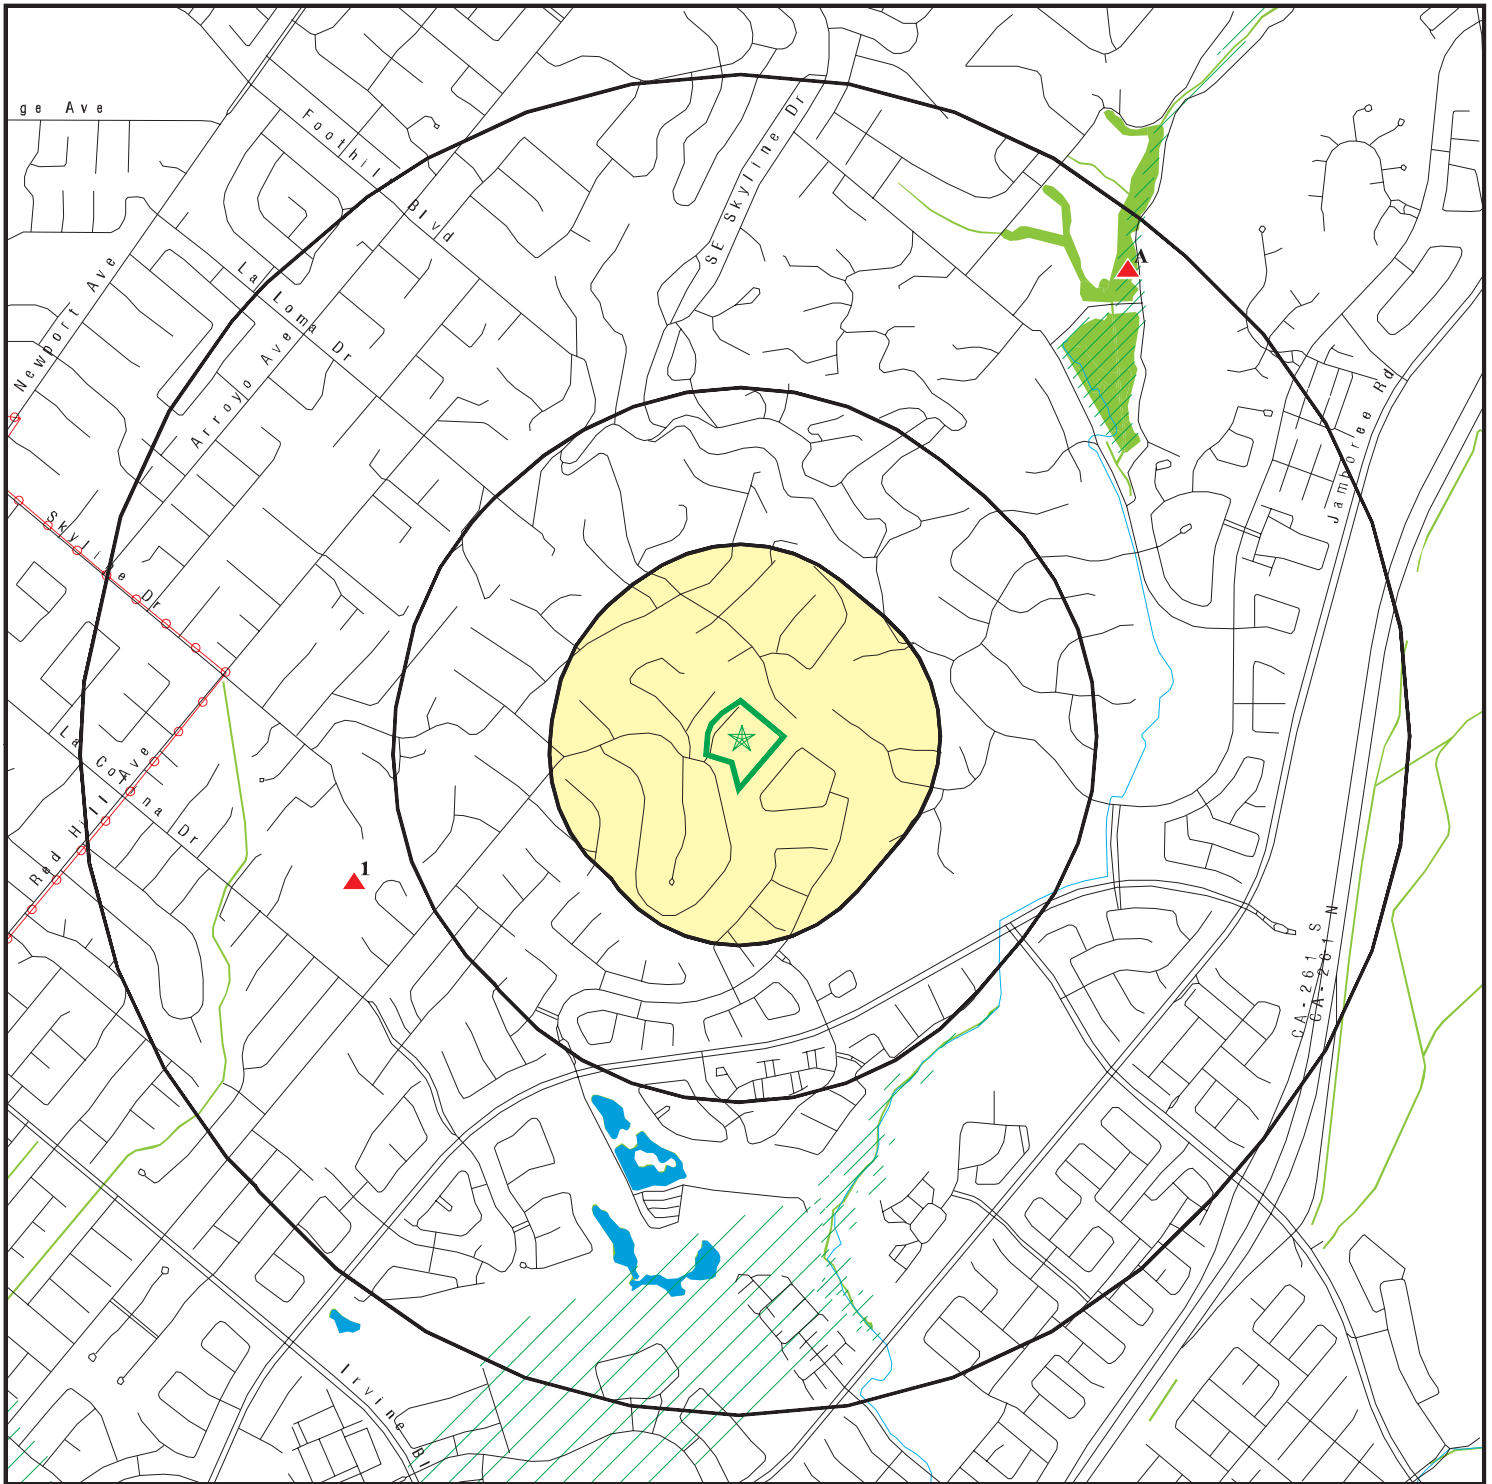 ge Ave
Foothill Blvd
SE Skyline Dr
Newport Ave
La Loma Dr
Arroyo Ave
A
Jamboree Rd
Skyline Dr
La Colina Dr
Red Hill Ave
1
CA-261 S
CA-261 N
Irvine Bl